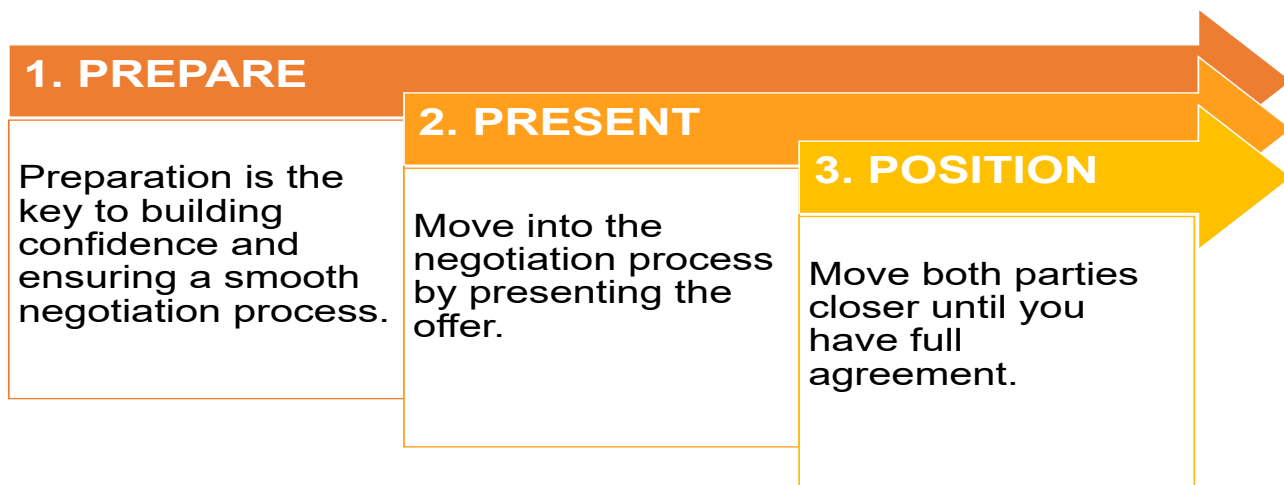 1. PREPARE
Preparation is the
key to building
confidence and
ensuring a smooth
negotiation process.
2. PRESENT
Move into the
negotiation process
by presenting the
offer.
3. POSITION
Move both parties
closer until you
have full
agreement.